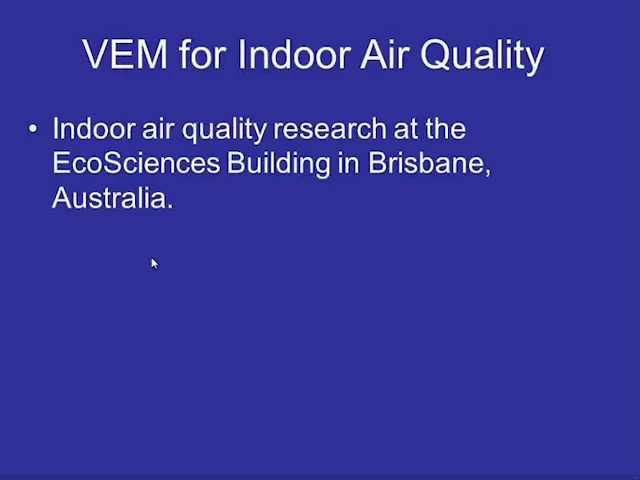 VEM for Indoor Air Quality
• Indoor air quality research at the
EcoSciences Building in Brisbane,
Australia.